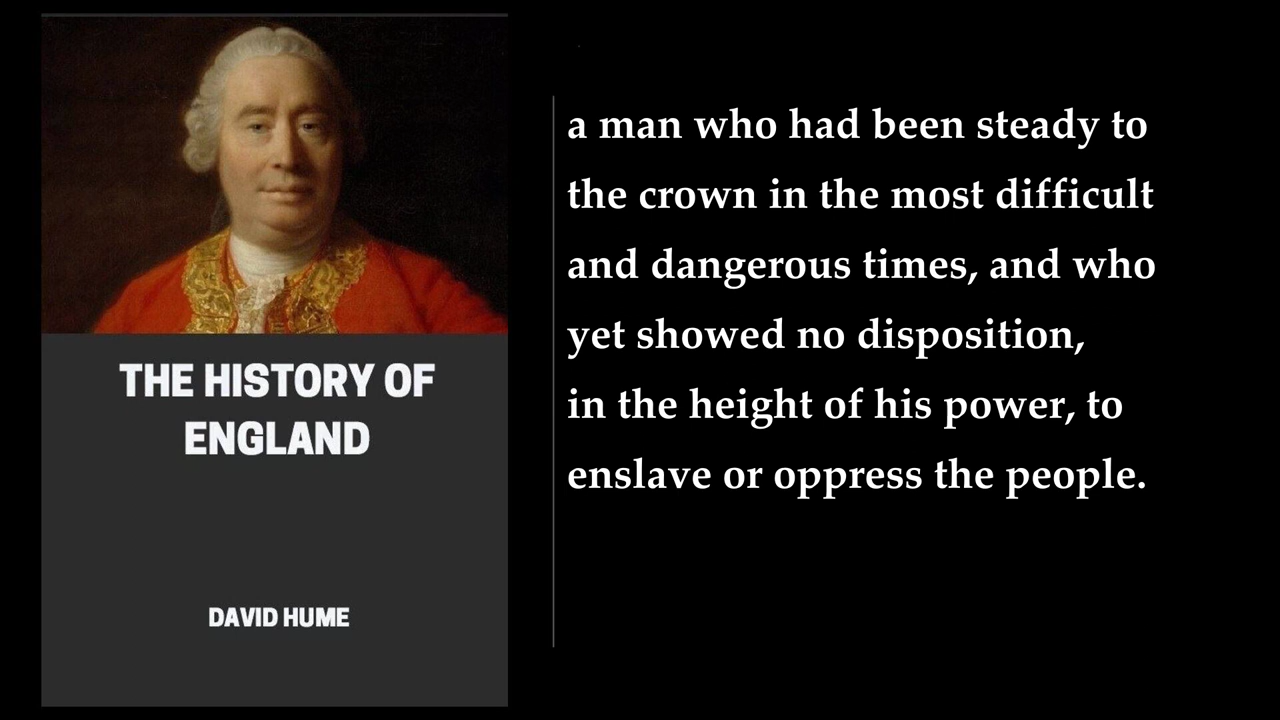 THE HISTORY OF
ENGLAND
DAVID HUME
a man who had been steady to
the crown in the most difficult
and dangerous times, and who
yet showed no disposition,
in the height of his power, to
enslave or oppress the people.